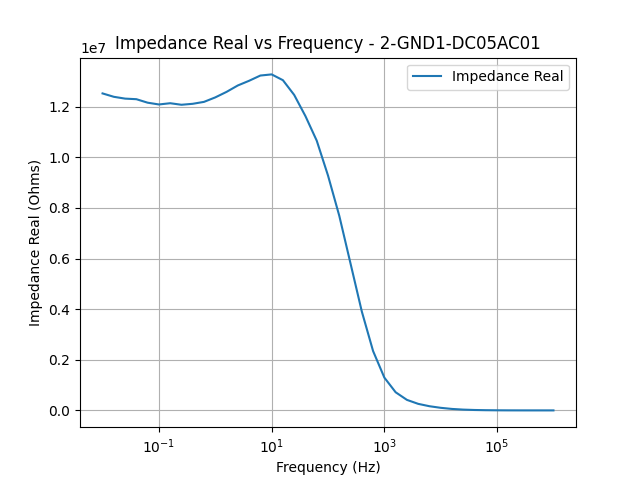 Impedance Real vs Frequency - 2-GND1-DC05AC01
1e7
Impedance Real
1.2
1.0
0.8
0.6
0.4
0.2
0.0
Impedance Real (Ohms)
10⁻¹ 10¹ 10³ 10⁵
Frequency (Hz)